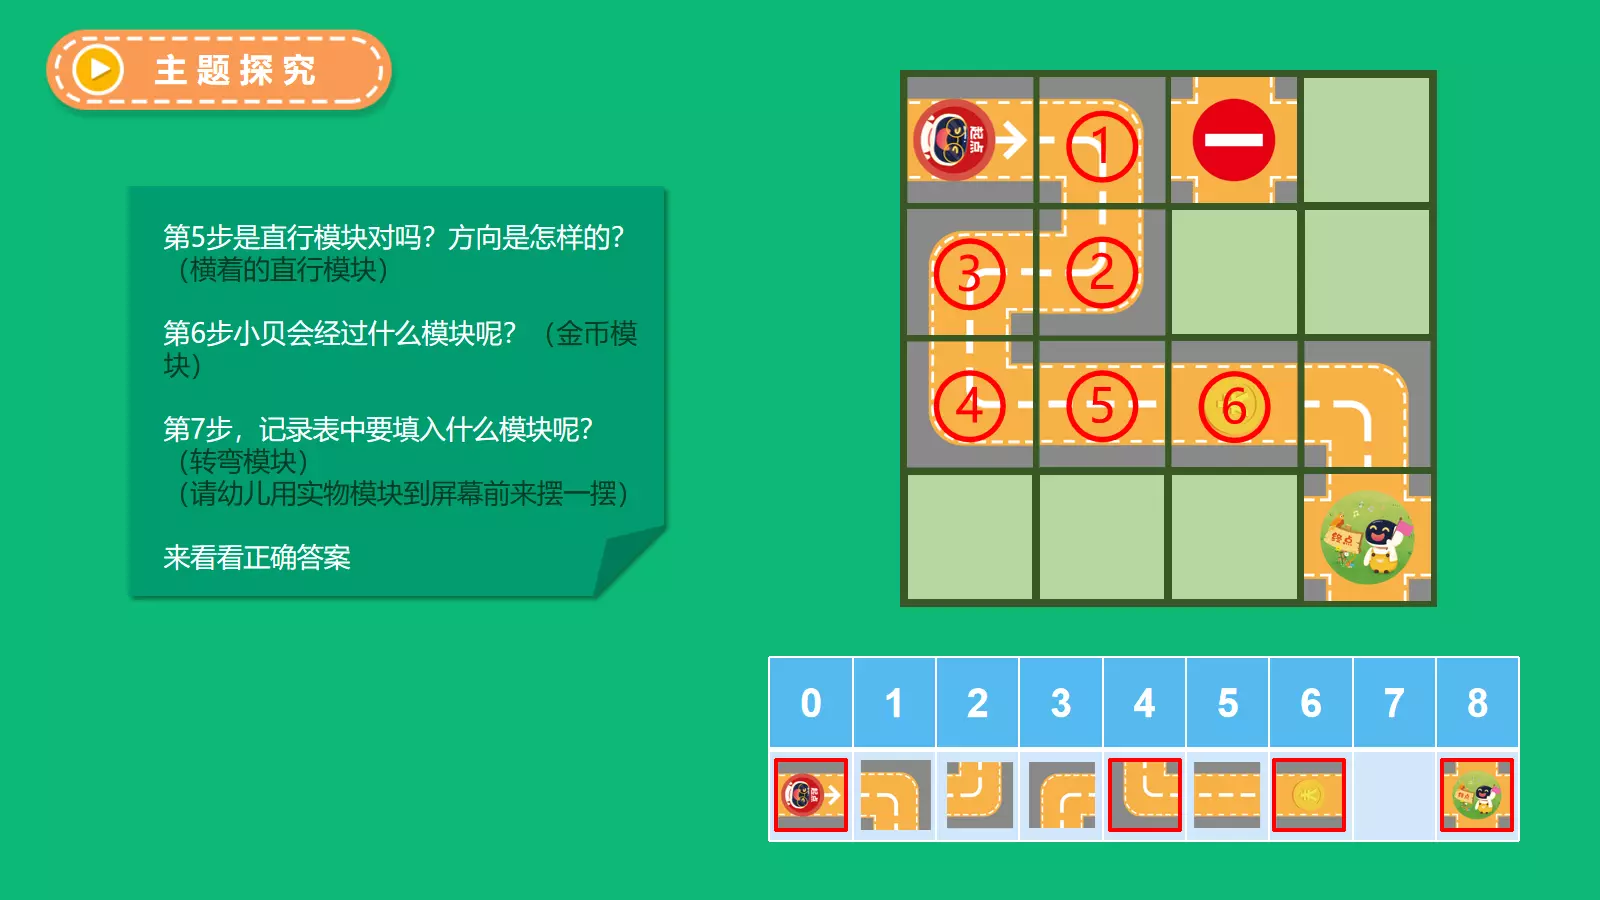 主题探究
第5步是直行模块对吗？方向是怎样的？
（横着的直行模块）
第6步小贝会经过什么模块呢？（金币模
块）
第7步，记录表中要填入什么模块呢？
（转弯模块）
（请幼儿用实物模块到屏幕前来摆一摆）
来看看正确答案
起点
1
3
2
4
5
6
终点
0 1 2 3 4 5 6 7 8
起点
终点